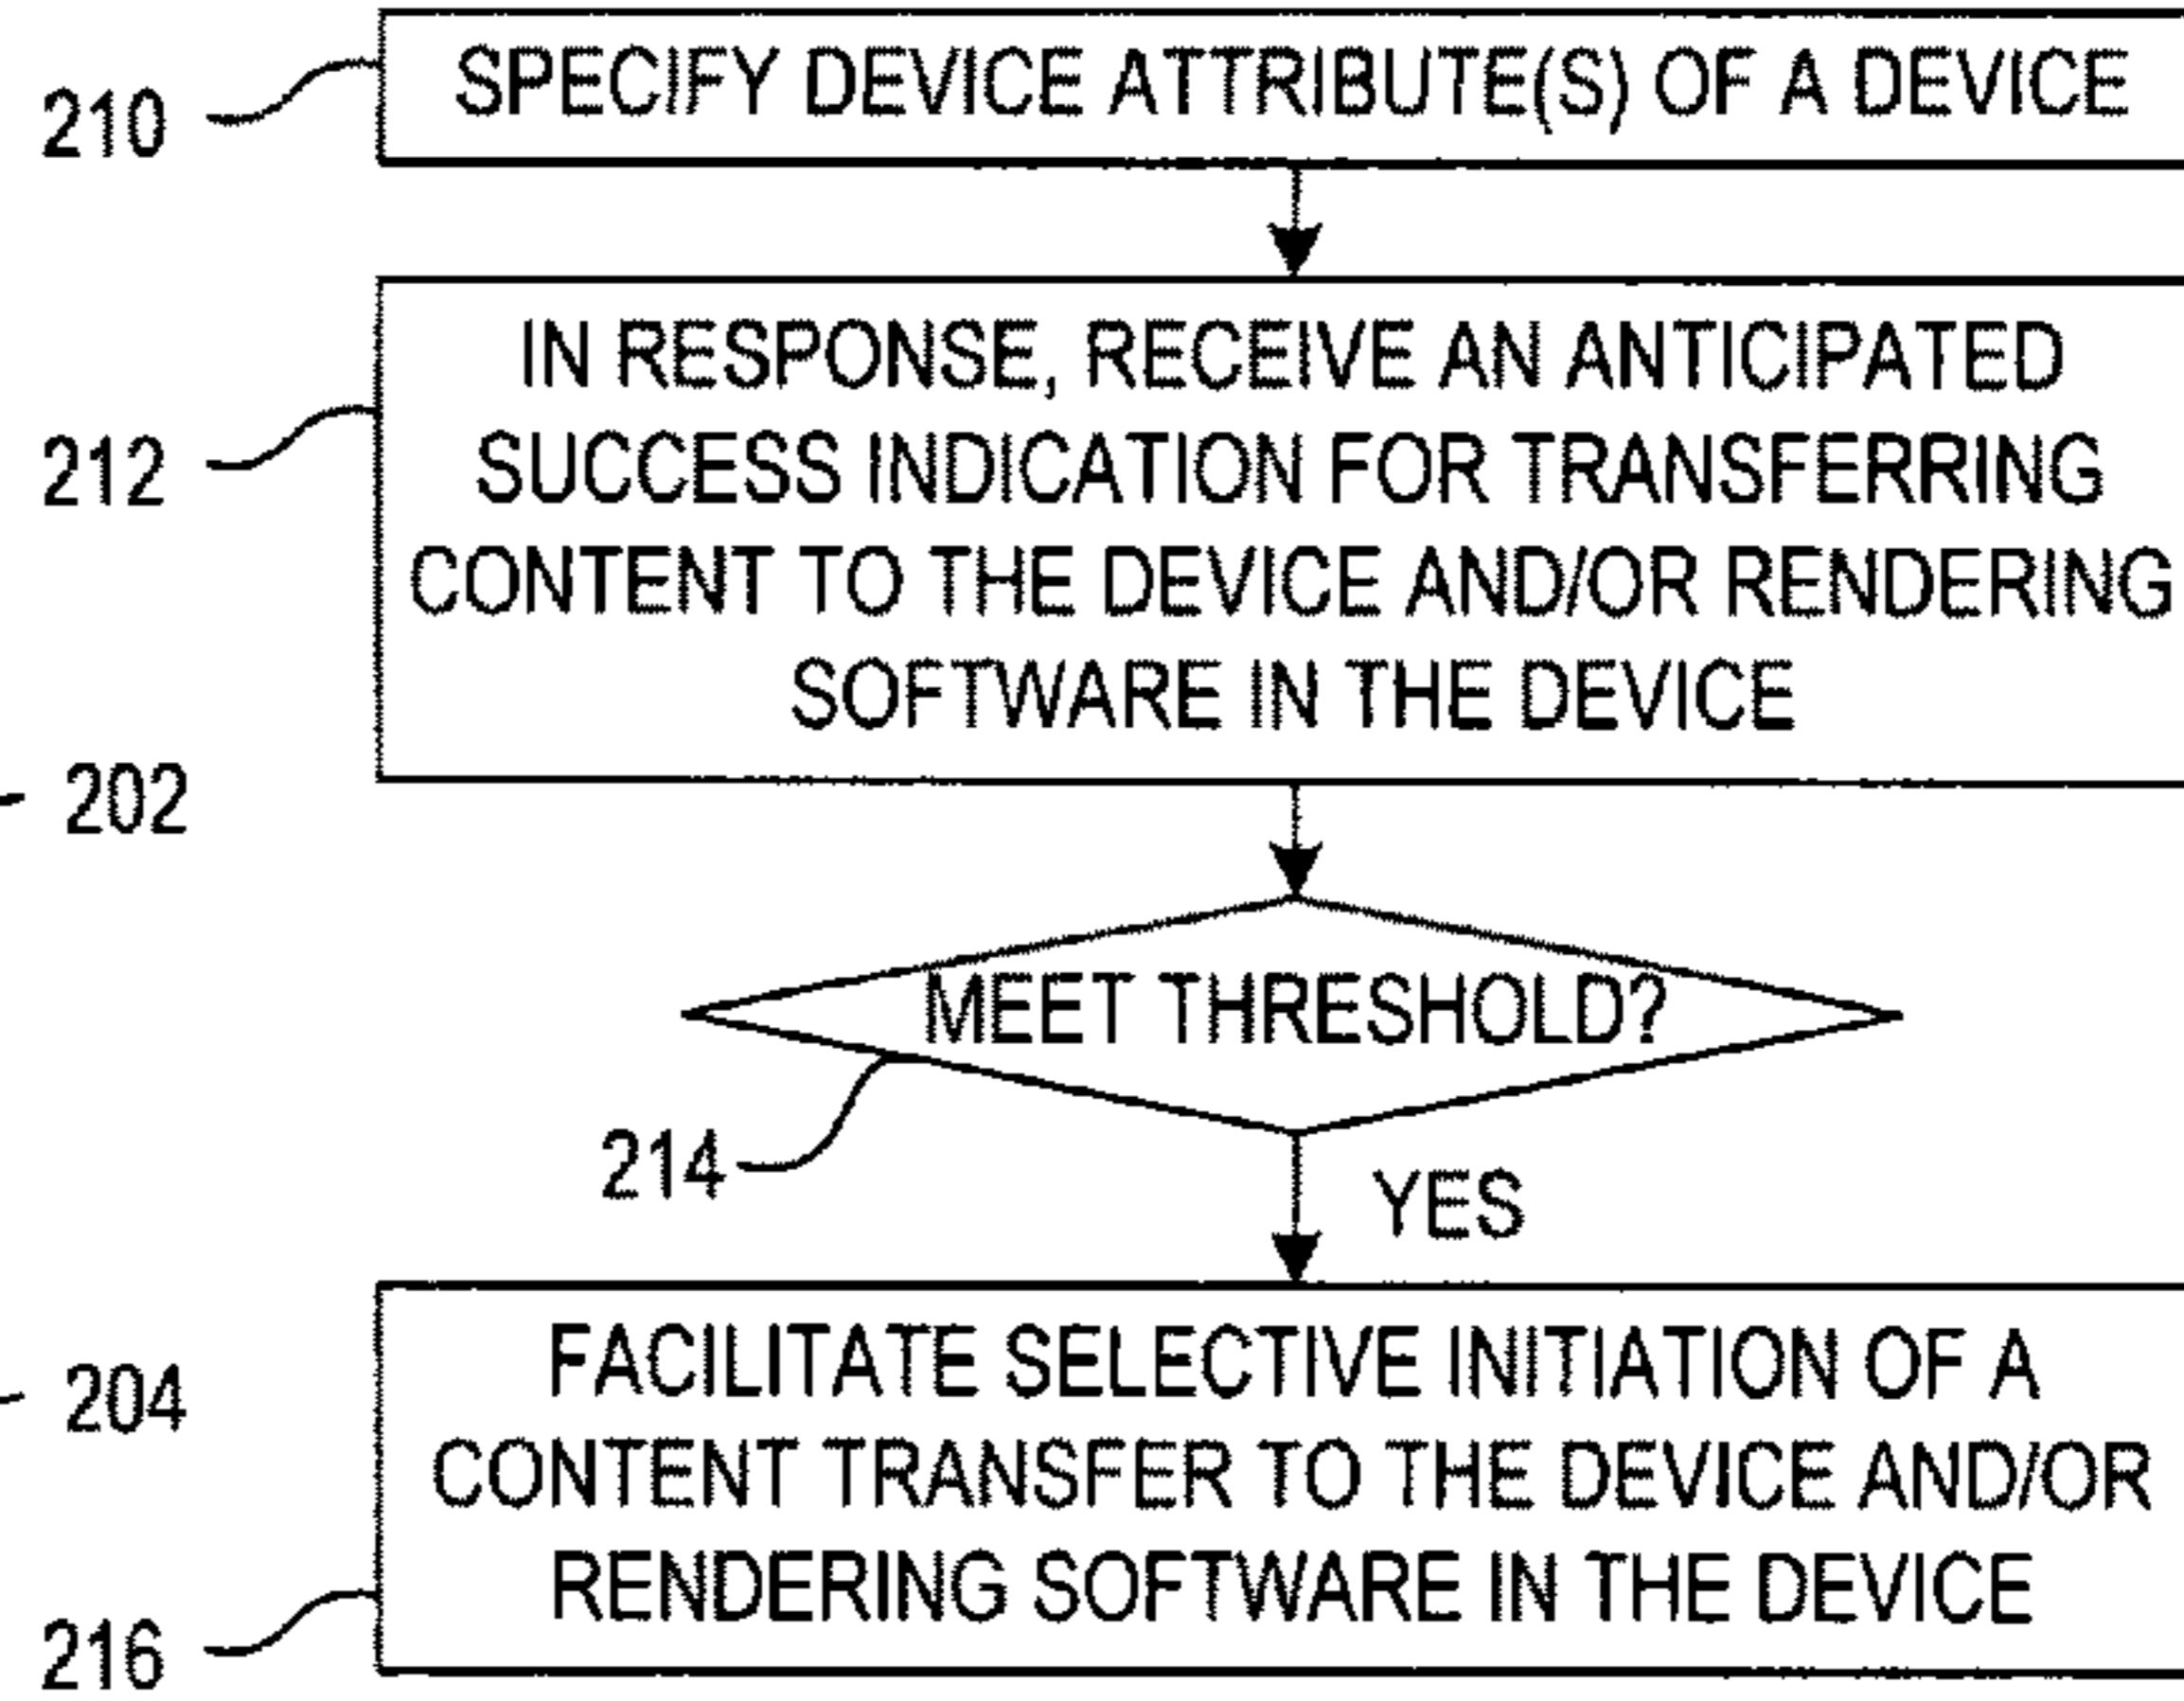 210
SPECIFY DEVICE ATTRIBUTE(S) OF A DEVICE
212
IN RESPONSE, RECEIVE AN ANTICIPATED
SUCCESS INDICATION FOR TRANSFERRING
CONTENT TO THE DEVICE AND/OR RENDERING
SOFTWARE IN THE DEVICE
202
MEET THRESHOLD?
214
YES
204
FACILITATE SELECTIVE INITIATION OF A
CONTENT TRANSFER TO THE DEVICE AND/OR
RENDERING SOFTWARE IN THE DEVICE
216